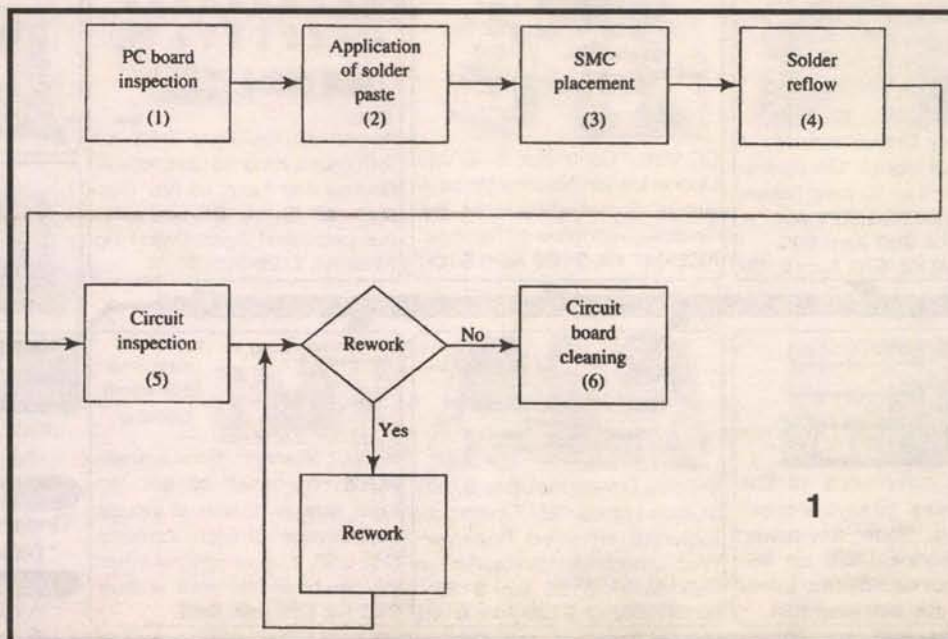 PC board
inspection
(1)
Application
of solder
paste
(2)
SMC
placement
(3)
Solder
reflow
(4)
Circuit
inspection
(5)
Rework
No
Circuit
board
cleaning
(6)
Yes
Rework
1